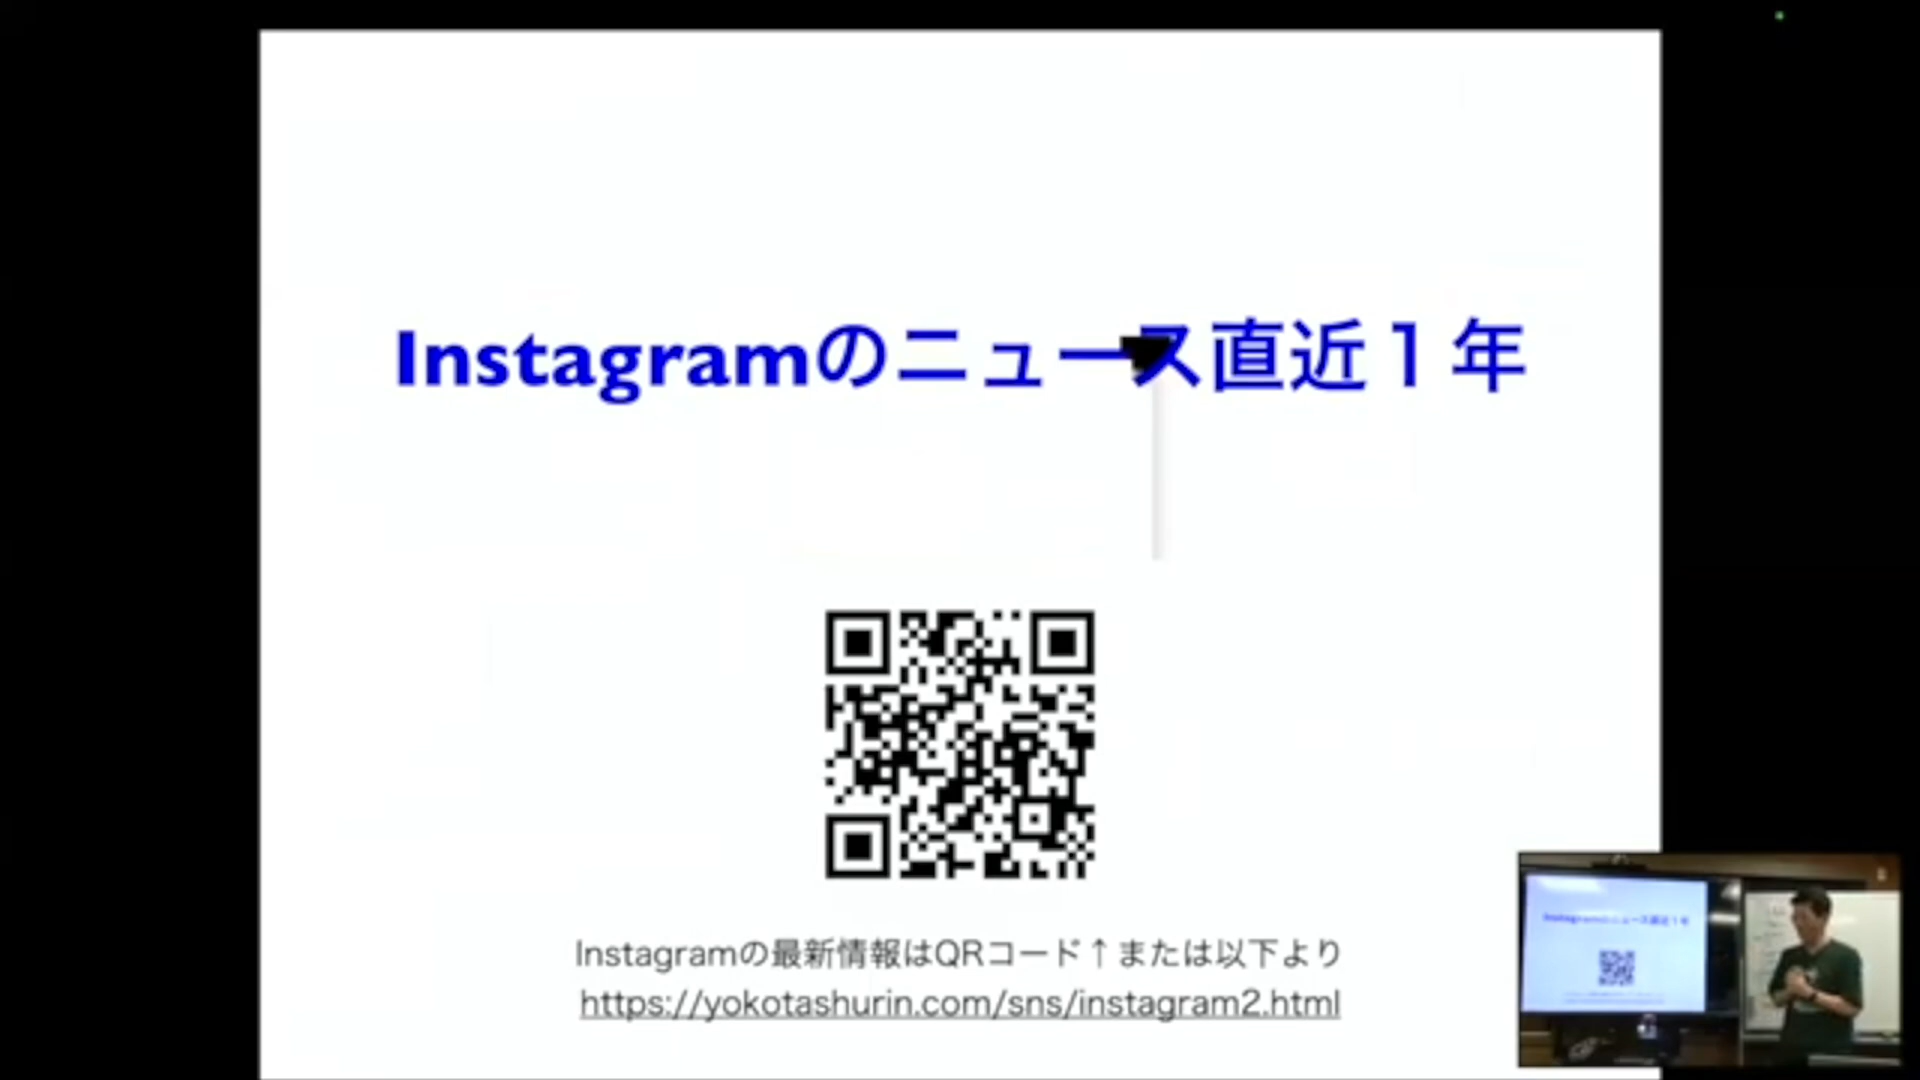 Instagramのニュース直近１年
Instagramの最新情報はQRコード↑または以下より
https://yokotashurin.com/sns/instagram2.html